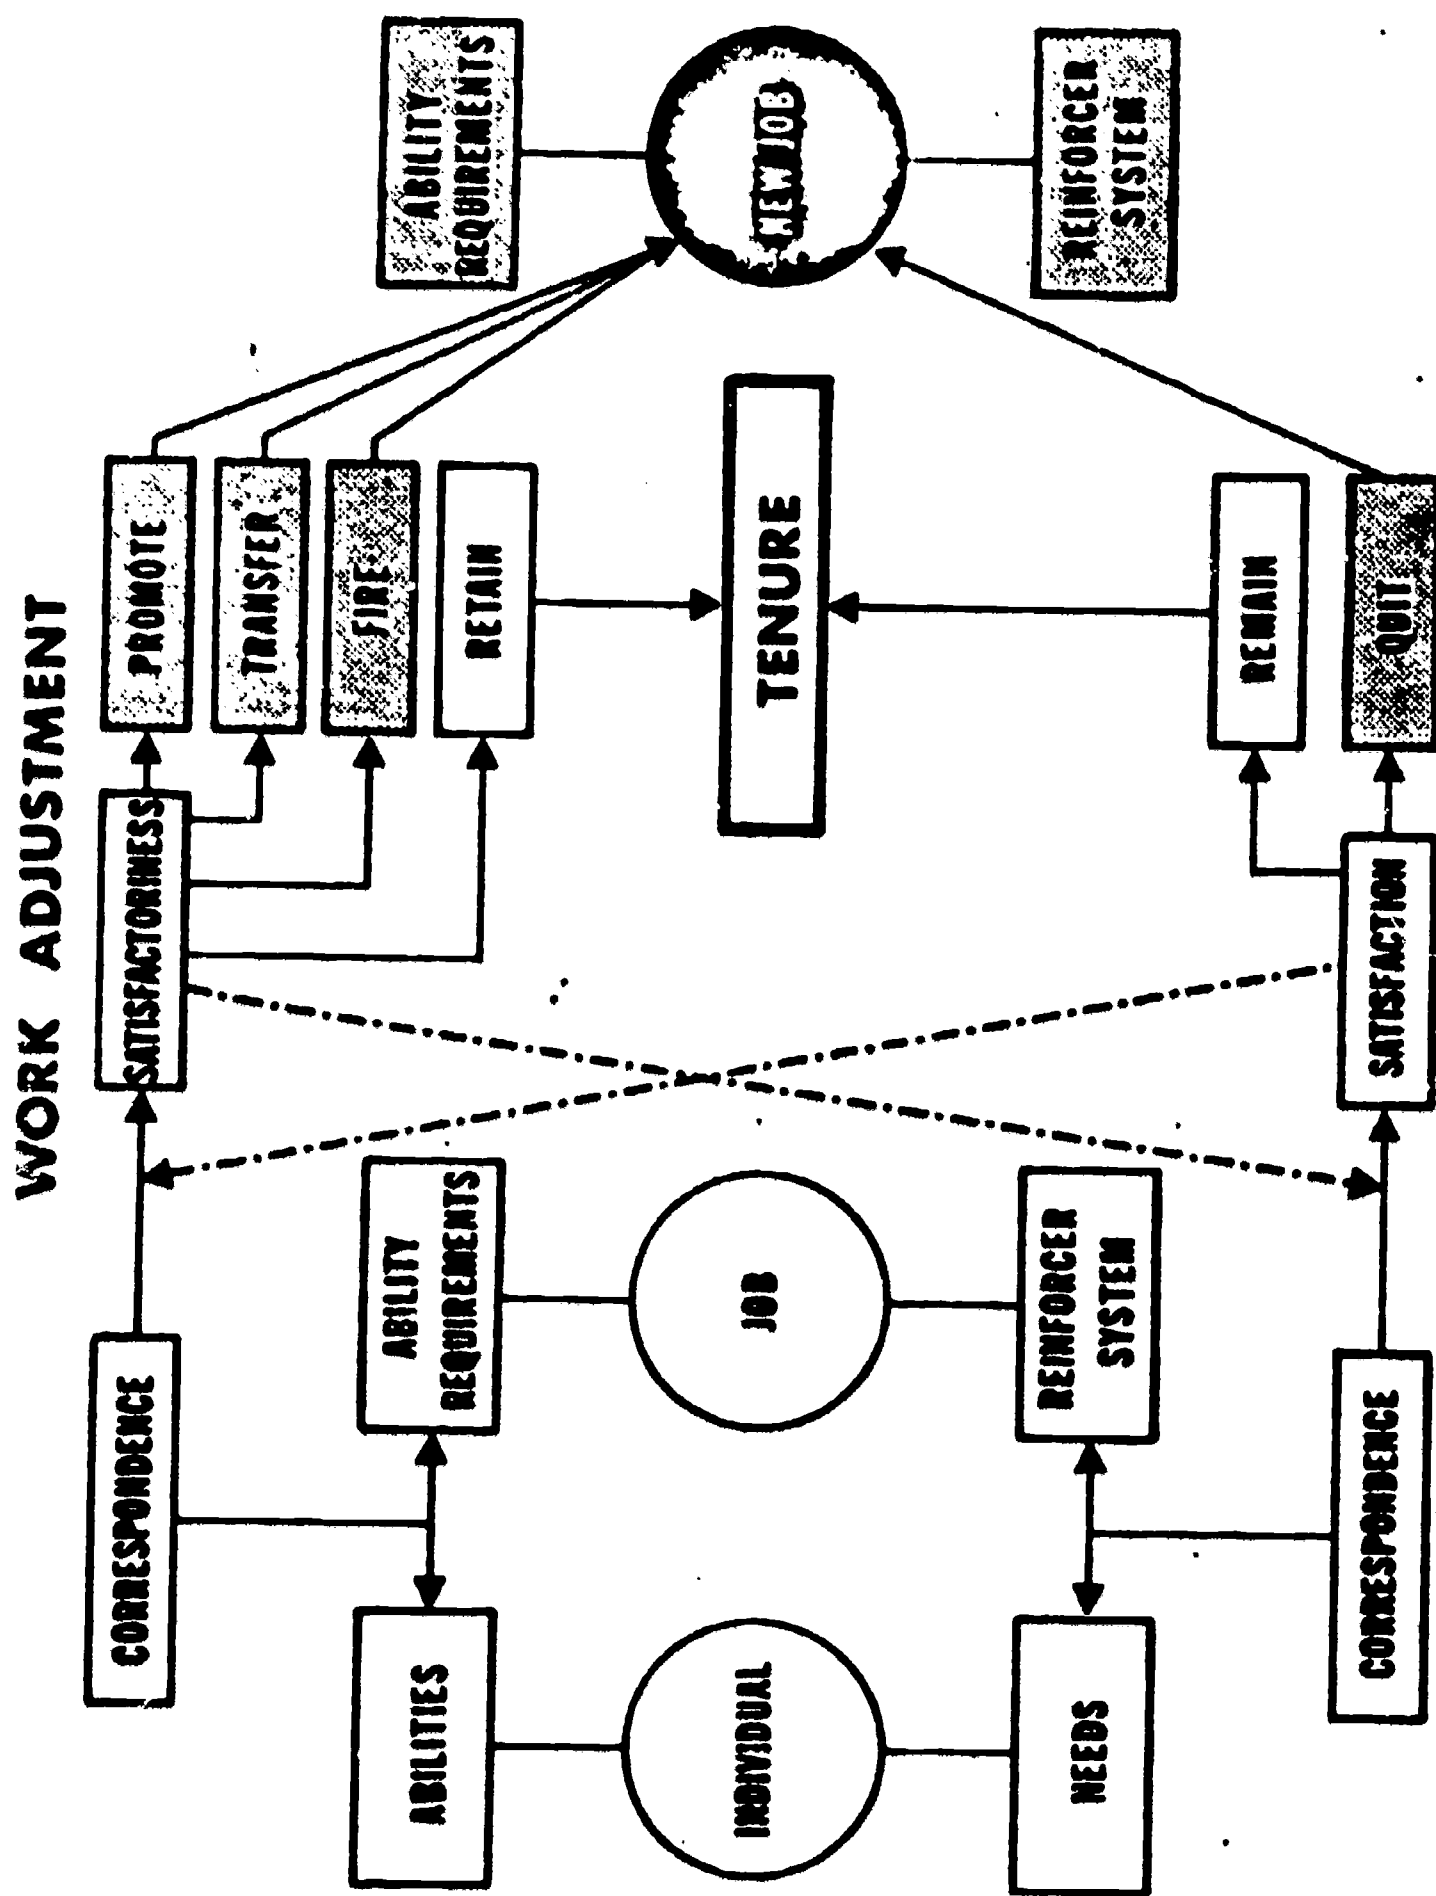 WORK ADJUSTMENT
CORRESPONDENCE
SATISFACTORINESS
PROMOTE
TRANSFER
FIRE
RETAIN
ABILITIES
ABILITY
REQUIREMENTS
ABILITY
REQUIREMENTS
INDIVIDUAL
JOB
TENURE
NEW JOB
NEEDS
REINFORCER
SYSTEM
REINFORCER
SYSTEM
REMAIN
CORRESPONDENCE
SATISFACTION
QUIT